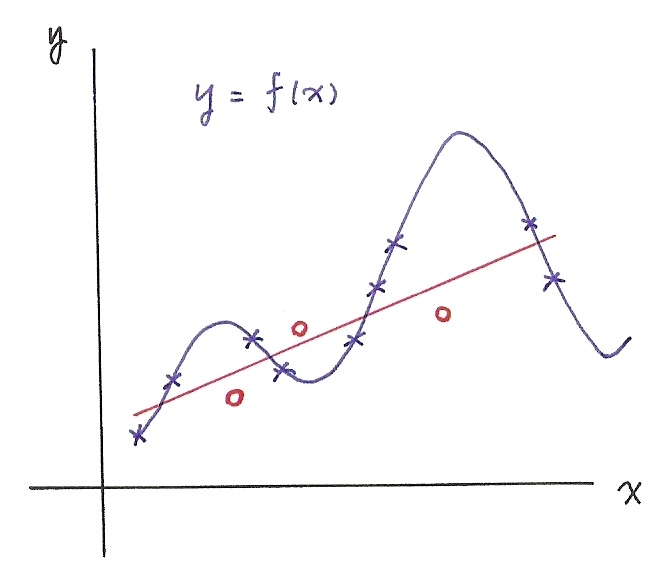 y
y = f(x)
x